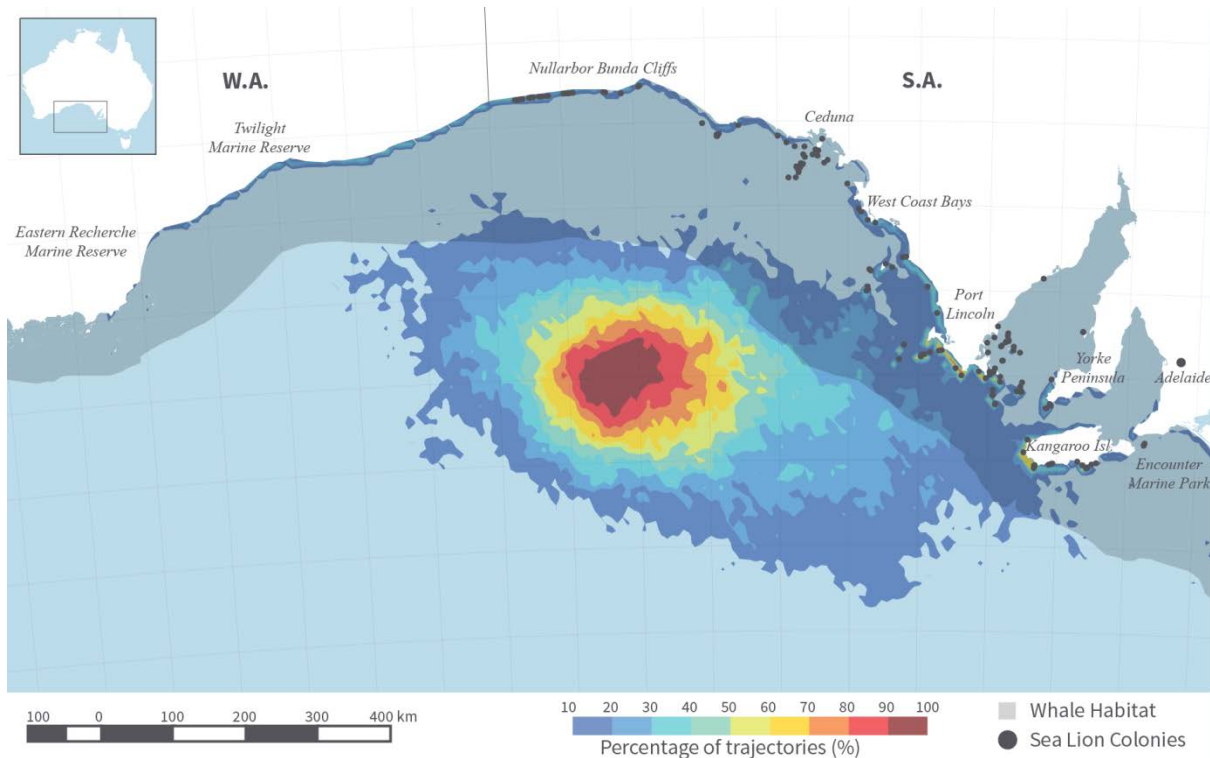 W.A.
Nullarbor Bunda Cliffs
S.A.
Twilight
Marine Reserve
Ceduna
Eastern Recherche
Marine Reserve
West Coast Bays
Port
Lincoln
Yorke
Peninsula
Adelaide
Kangaroo Isl.
Encounter
Marine Park
100 0 100 200 300 400 km
10 20 30 40 50 60 70 80 90 100
Percentage of trajectories (%)
Whale Habitat
Sea Lion Colonies